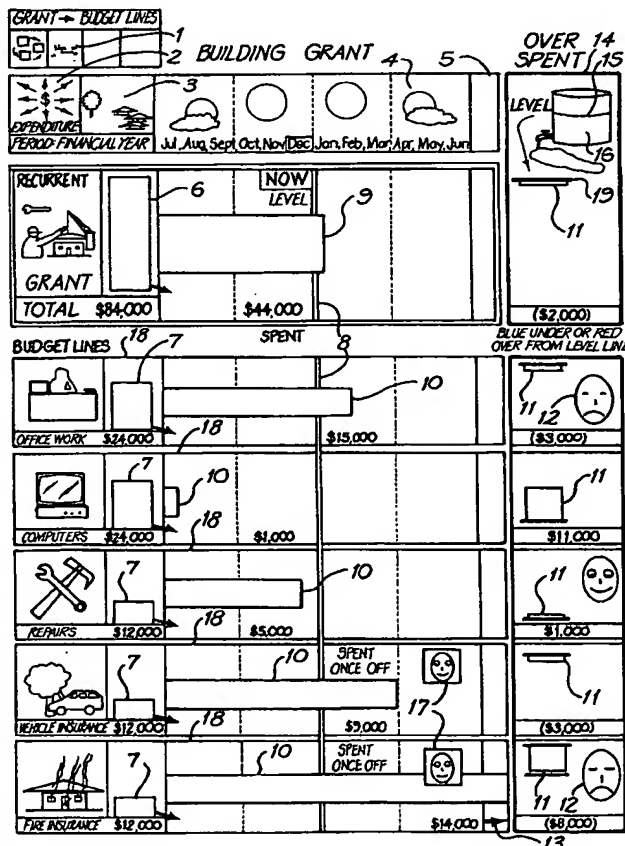 GRANT → BUDGET LINES
1
2
BUILDING GRANT
OVER 14
SPENT 15
3
4
5
$
EXPENDITURE
PERIOD: FINANCIAL YEAR
Jul, Aug, Sept
Oct, Nov, Dec
Jan, Feb, Mar
Apr, May, Jun
LEVEL
16
19
11
RECURRENT
6
NOW
LEVEL
9
GRANT
TOTAL $84,000
$44,000
($2,000)
BUDGET LINES
18
7
SPENT
8
BLUE UNDER OR RED
OVER FROM LEVEL LINE
10
11
12
OFFICE WORK $24,000
18
$15,000
($3,000)
7
10
11
COMPUTERS $24,000
18
$1,000
$11,000
7
10
11
REPAIRS $12,000
18
$5,000
$1,000
7
10
SPENT
ONCE OFF
17
11
VEHICLE INSURANCE $12,000
18
$9,000
($3,000)
7
10
SPENT
ONCE OFF
11
12
FIRE INSURANCE $12,000
$14,000
($8,000)
13